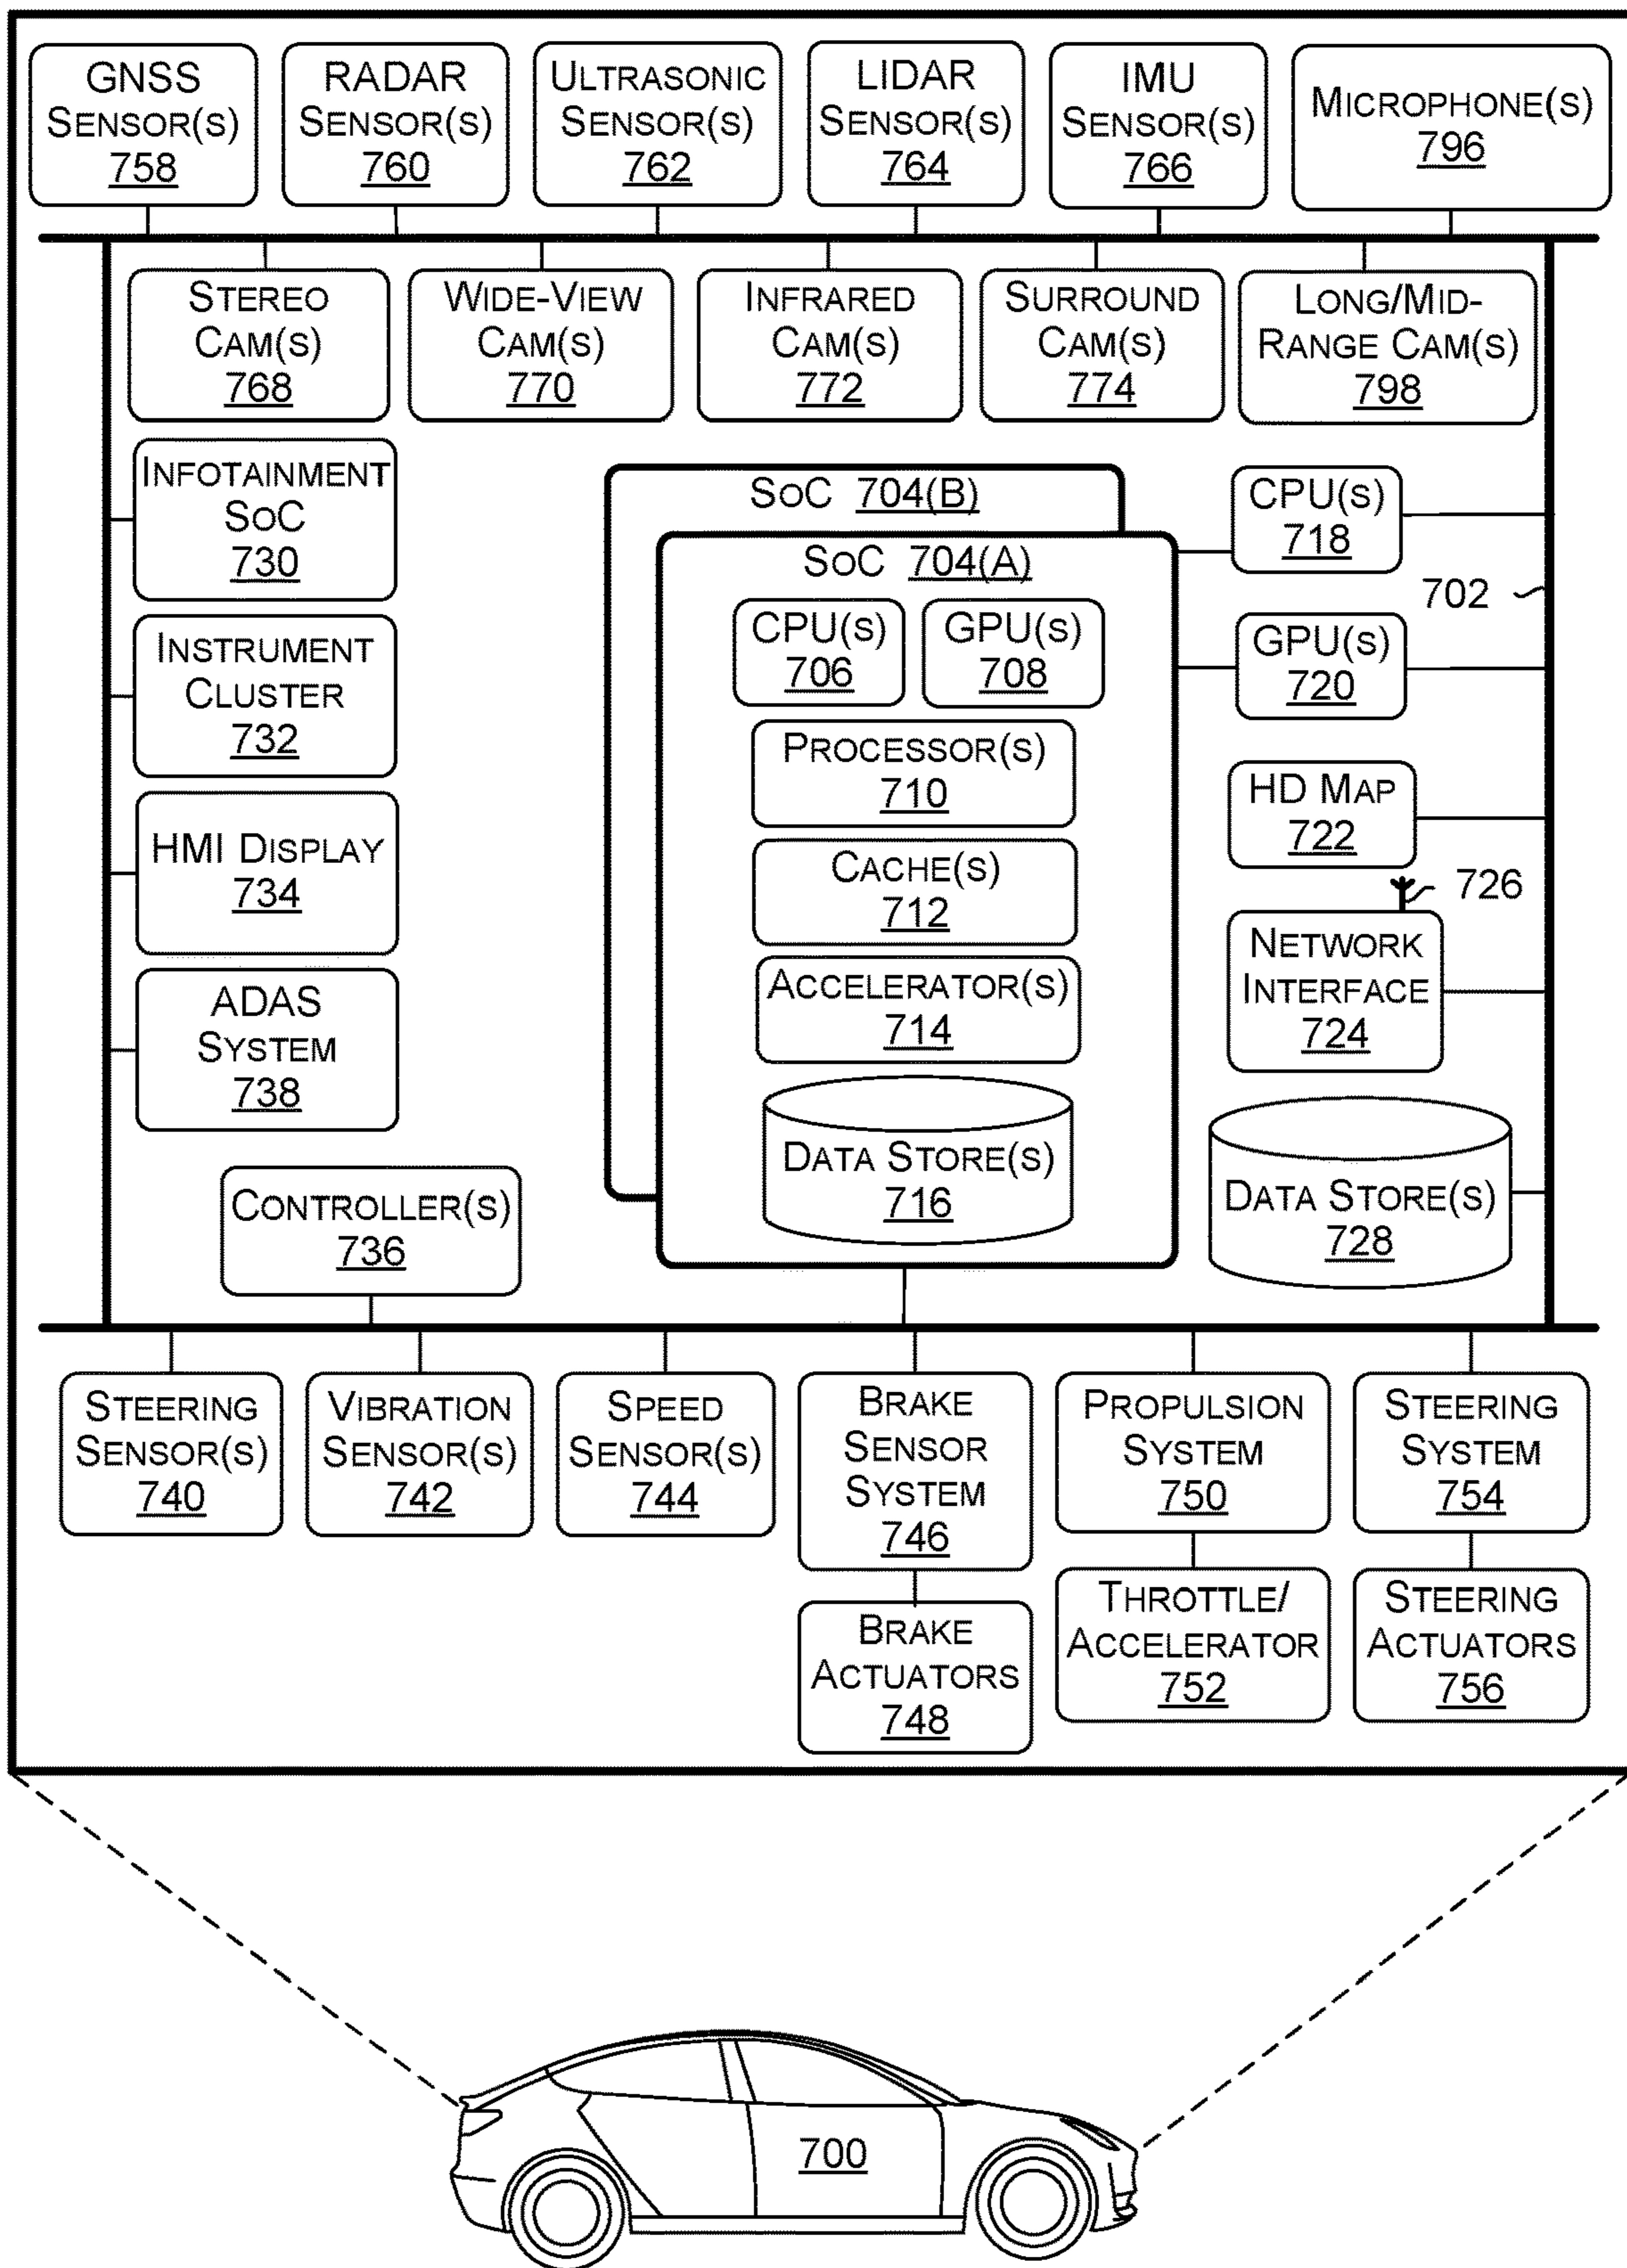 GNSS
SENSOR(S)
758
RADAR
SENSOR(S)
760
ULTRASONIC
SENSOR(S)
762
LIDAR
SENSOR(S)
764
IMU
SENSOR(S)
766
MICROPHONE(S)
796
STEREO
CAM(S)
768
WIDE-VIEW
CAM(S)
770
INFRARED
CAM(S)
772
SURROUND
CAM(S)
774
LONG/MID-
RANGE CAM(S)
798
INFOTAINMENT
SOC
730
INSTRUMENT
CLUSTER
732
HMI DISPLAY
734
ADAS
SYSTEM
738
CONTROLLER(S)
736
SOC 704(B)
SOC 704(A)
CPU(S)
706
GPU(S)
708
PROCESSOR(S)
710
CACHE(S)
712
ACCELERATOR(S)
714
DATA STORE(S)
716
CPU(S)
718
702
GPU(S)
720
HD MAP
722
726
NETWORK
INTERFACE
724
DATA STORE(S)
728
STEERING
SENSOR(S)
740
VIBRATION
SENSOR(S)
742
SPEED
SENSOR(S)
744
BRAKE
SENSOR
SYSTEM
746
PROPULSION
SYSTEM
750
STEERING
SYSTEM
754
BRAKE
ACTUATORS
748
THROTTLE/
ACCELERATOR
752
STEERING
ACTUATORS
756
700